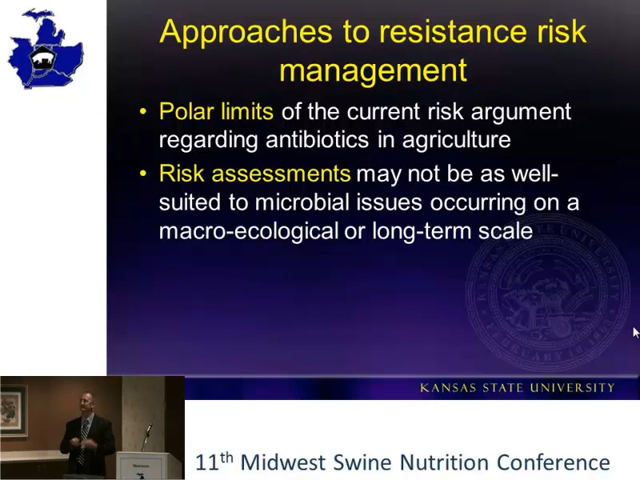 Approaches to resistance risk
management
• Polar limits of the current risk argument
regarding antibiotics in agriculture
• Risk assessments may not be as well-
suited to microbial issues occurring on a
macro-ecological or long-term scale
KANSAS STATE UNIVERSITY
11th Midwest Swine Nutrition Conference